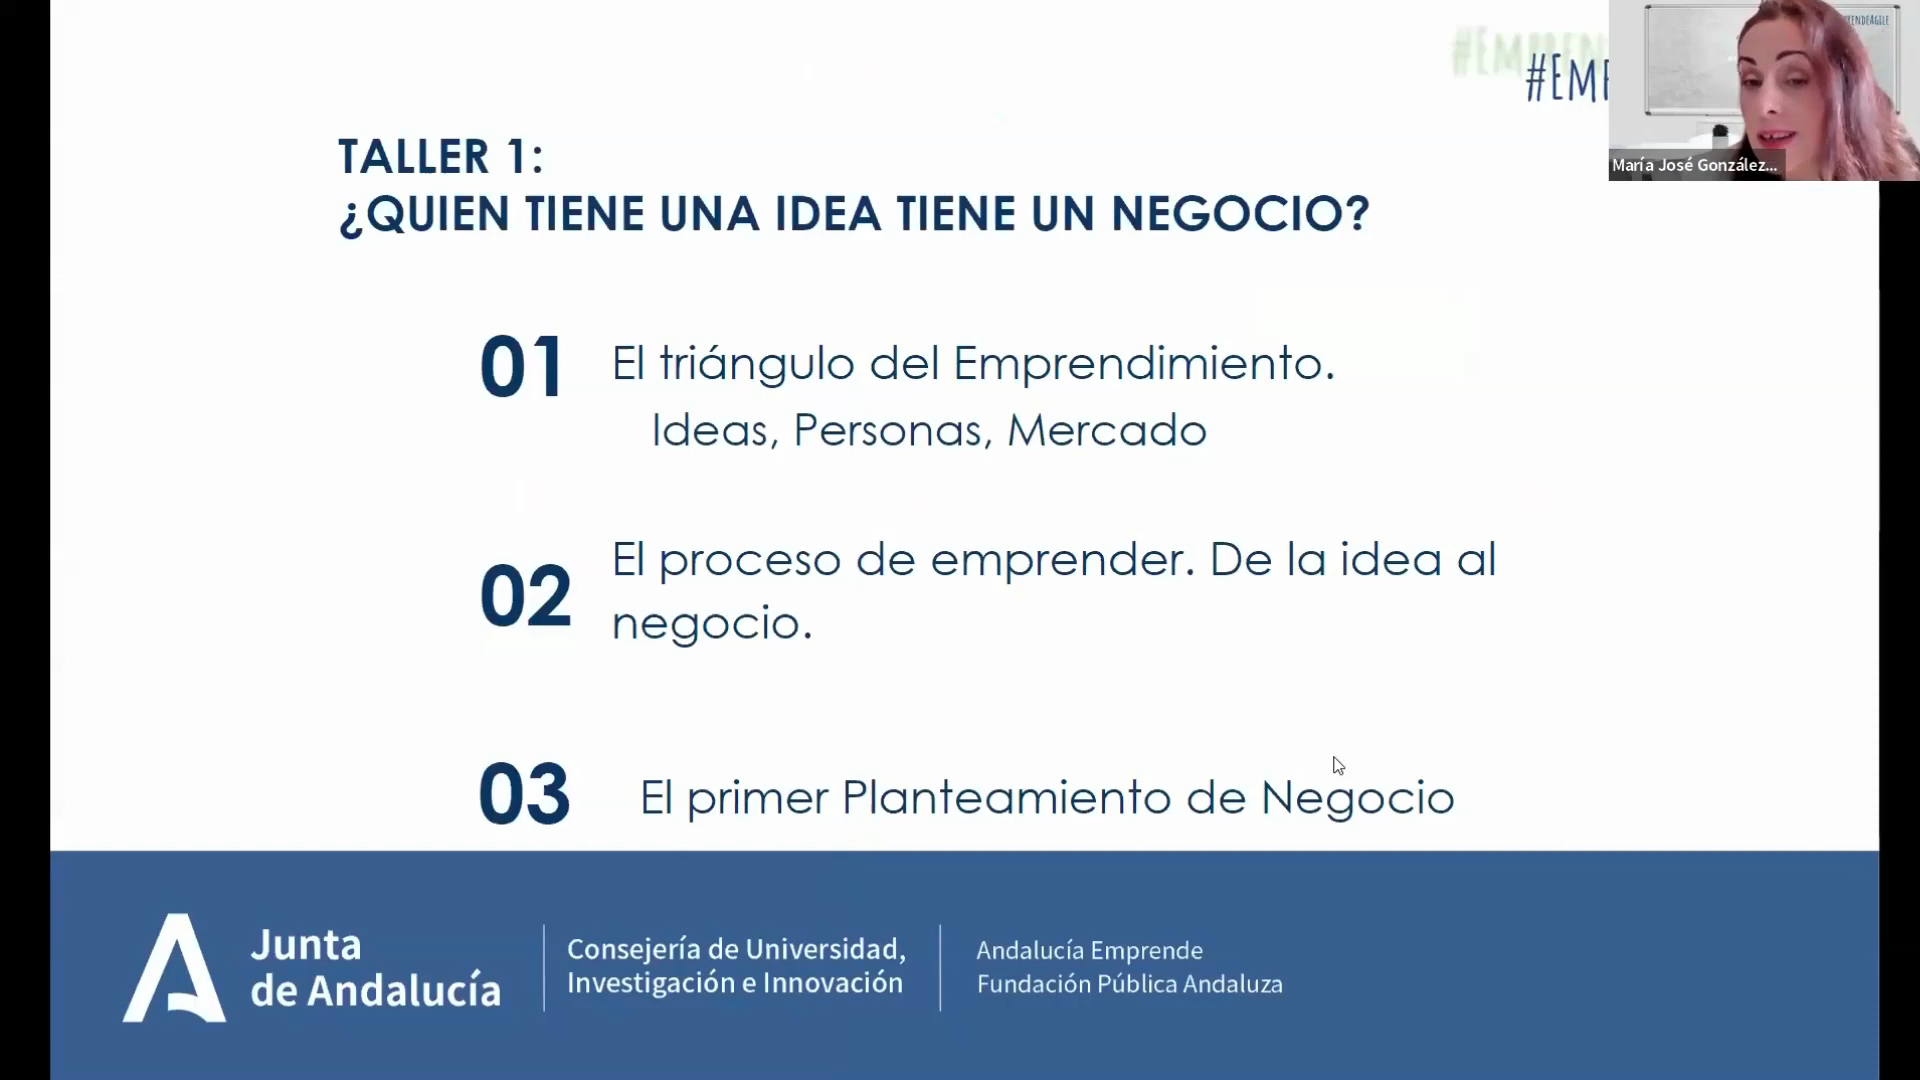 #EMP
TALLER 1:
¿QUIEN TIENE UNA IDEA TIENE UN NEGOCIO?
María José González...
01 El triángulo del Emprendimiento.
Ideas, Personas, Mercado
02 El proceso de emprender. De la idea al
negocio.
03 El primer Planteamiento de Negocio
Junta
de Andalucía
Consejería de Universidad,
Investigación e Innovación
Andalucía Emprende
Fundación Pública Andaluza